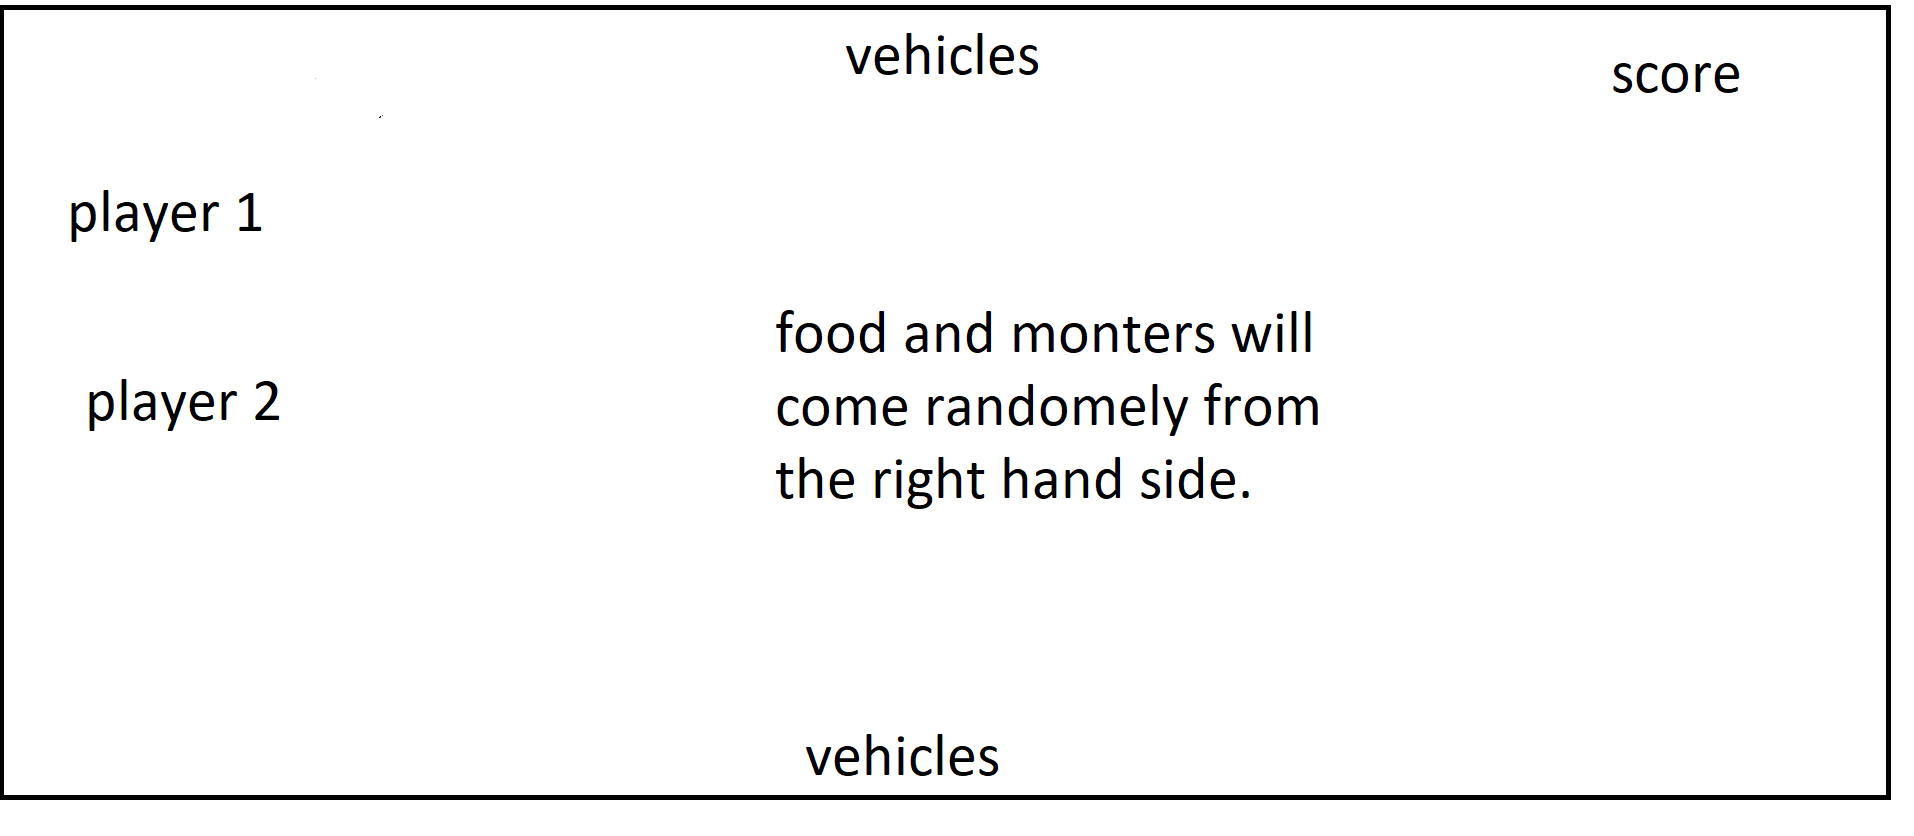 vehicles
score
player 1
food and monters will
player 2
come randomely from
the right hand side.
vehicles